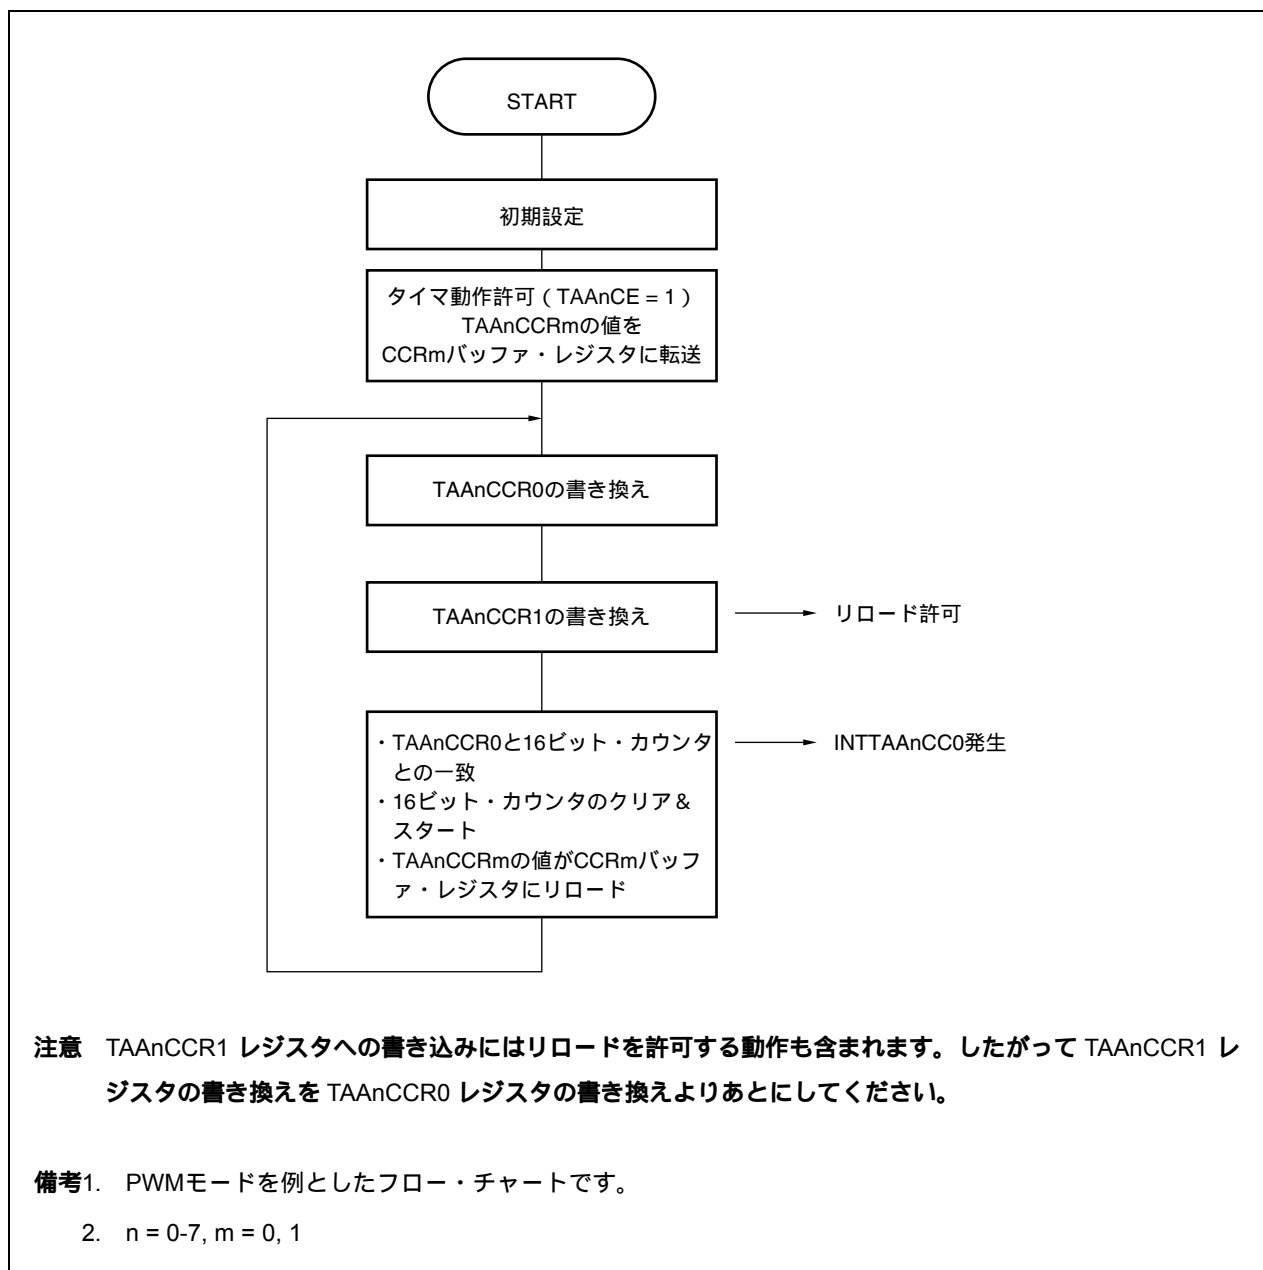 START
初期設定
タイマ動作許可（TAAnCE = 1）
TAAnCCRmの値を
CCRmバッファ・レジスタに転送
TAAnCCR0の書き換え
TAAnCCR1の書き換え
リロード許可
・TAAnCCR0と16ビット・カウンタ
との一致
・16ビット・カウンタのクリア＆
スタート
・TAAnCCRmの値がCCRmバッフ
ァ・レジスタにリロード
INTTAAnCC0発生
注意 TAAnCCR1 レジスタへの書き込みにはリロードを許可する動作も含まれます。したがって TAAnCCR1 レ
ジスタの書き換えを TAAnCCR0 レジスタの書き換えよりあとにしてください。
備考1. PWMモードを例としたフロー・チャートです。
2. n = 0-7, m = 0, 1